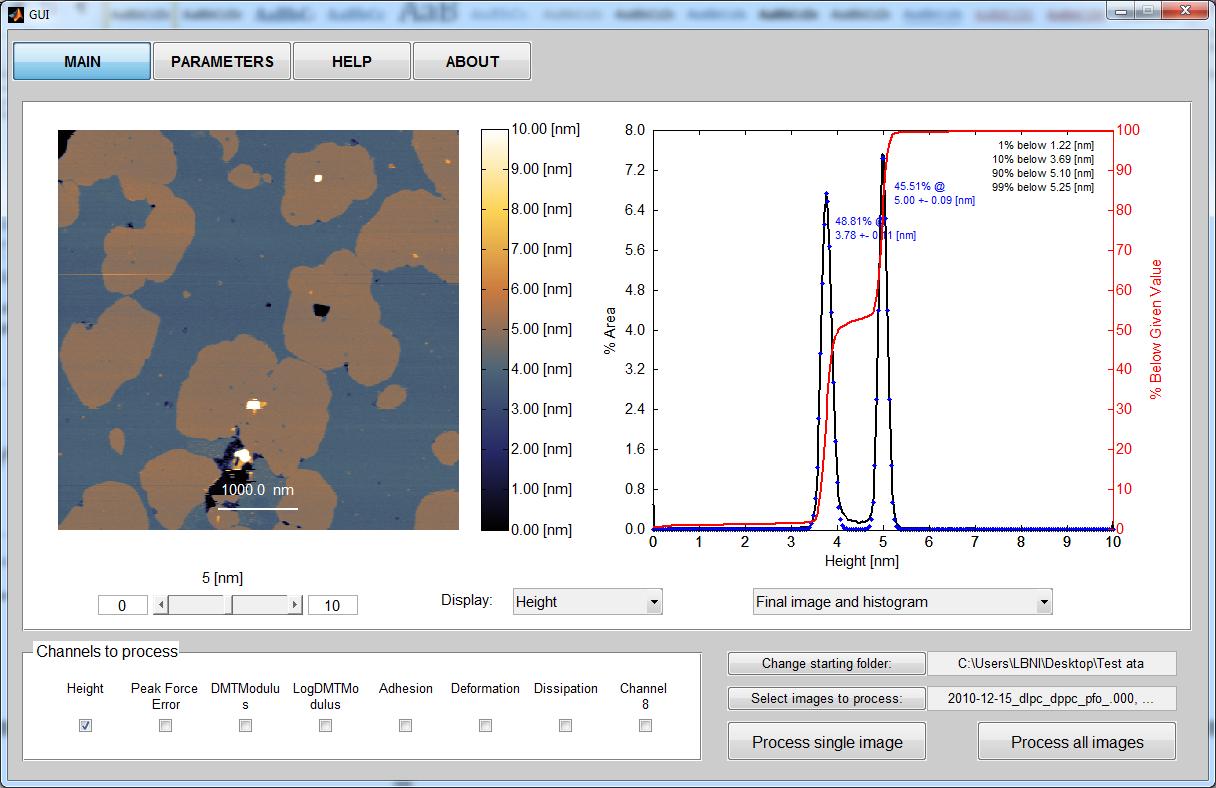 GUI
MAIN
PARAMETERS
HELP
ABOUT
1000.0 nm
10.00 [nm]
9.00 [nm]
8.00 [nm]
7.00 [nm]
6.00 [nm]
5.00 [nm]
4.00 [nm]
3.00 [nm]
2.00 [nm]
1.00 [nm]
0.00 [nm]
% Area
8.0
7.2
6.4
5.6
4.8
4.0
3.2
2.4
1.6
0.8
0.0
0 1 2 3 4 5 6 7 8 9 10
Height [nm]
48.81% @
3.78 +- 0.11 [nm]
45.51% @
5.00 +- 0.09 [nm]
1% below 1.22 [nm]
10% below 3.69 [nm]
90% below 5.10 [nm]
99% below 5.25 [nm]
100
90
80
70
60
50
40
30
20
10
0
% Below Given Value
5 [nm]
0
10
Display:
Height
Final image and histogram
Channels to process
Height
Peak Force
Error
DMTModulu
s
LogDMTMo
dulus
Adhesion
Deformation
Dissipation
Channel
8
Change starting folder:
C:\Users\LBNI\Desktop\Test ata
Select images to process:
2010-12-15_dlpc_dppc_pfo_.000, ...
Process single image
Process all images